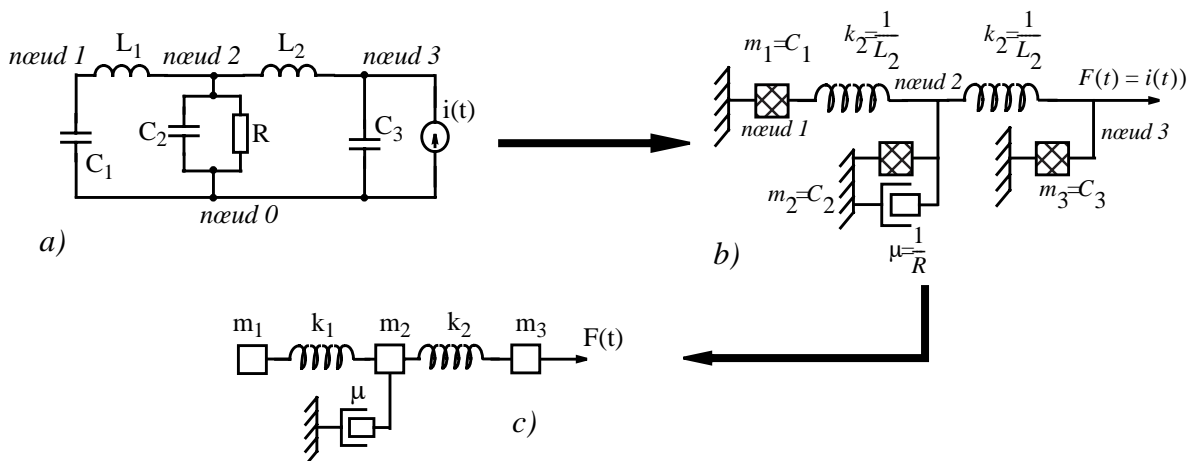 nœud 1
L1
nœud 2
L2
nœud 3
C1
C2
R
C3
i(t)
nœud 0
a)
m1=C1
k2=1/L2
k2=1/L2
nœud 1
nœud 2
F(t) = i(t))
nœud 3
m2=C2
m3=C3
μ=1/R
b)
m1
k1
m2
k2
m3
F(t)
μ
c)